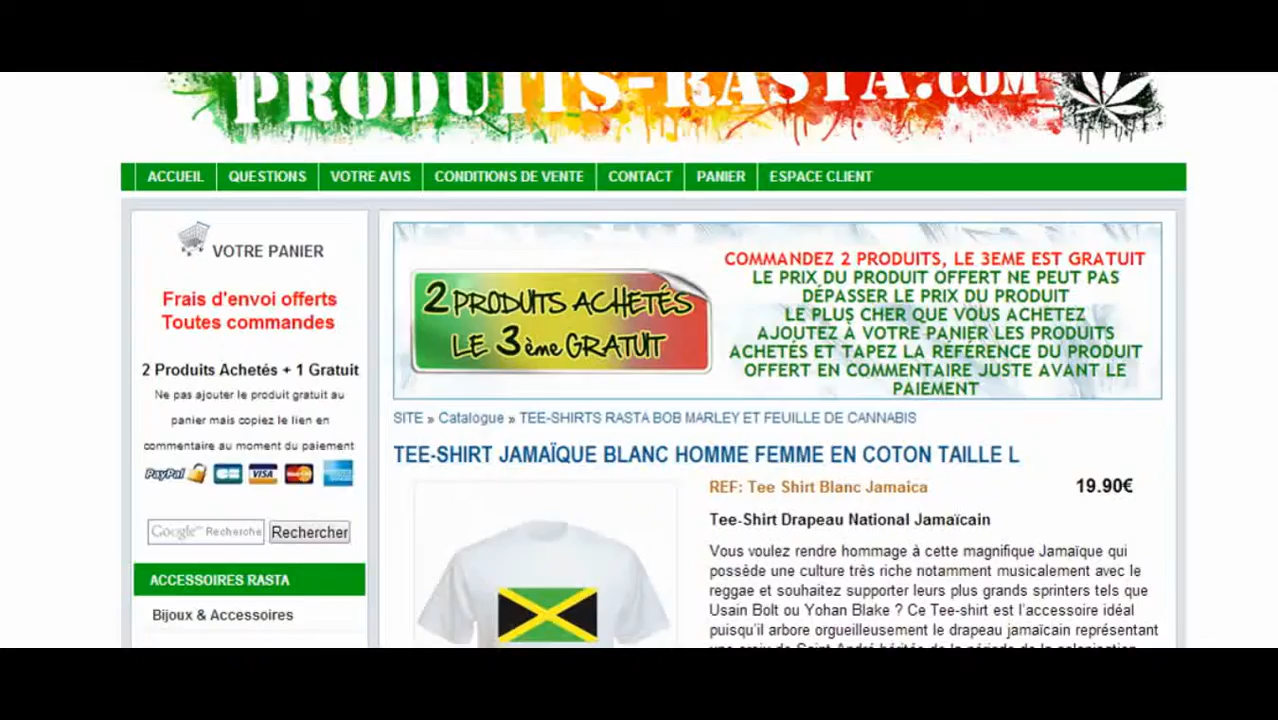 PRODUITS-RASTA.COM
ACCUEIL QUESTIONS VOTRE AVIS CONDITIONS DE VENTE CONTACT PANIER ESPACE CLIENT
VOTRE PANIER
Frais d'envoi offerts
Toutes commandes
2 Produits Achetés + 1 Gratuit
Ne pas ajouter le produit gratuit au
panier mais copiez le lien en
commentaire au moment du paiement
PayPal VISA MasterCard
Google™ Recherche Rechercher
ACCESSOIRES RASTA
Bijoux & Accessoires
2 PRODUITS ACHETÉS
LE 3ème GRATUIT
COMMANDEZ 2 PRODUITS, LE 3EME EST GRATUIT
LE PRIX DU PRODUIT OFFERT NE PEUT PAS
DÉPASSER LE PRIX DU PRODUIT
LE PLUS CHER QUE VOUS ACHETEZ
AJOUTEZ À VOTRE PANIER LES PRODUITS
ACHETÉS ET TAPEZ LA RÉFÉRENCE DU PRODUIT
OFFERT EN COMMENTAIRE JUSTE AVANT LE
PAIEMENT
SITE » Catalogue » TEE-SHIRTS RASTA BOB MARLEY ET FEUILLE DE CANNABIS
TEE-SHIRT JAMAÏQUE BLANC HOMME FEMME EN COTON TAILLE L
REF: Tee Shirt Blanc Jamaica 19.90€
Tee-Shirt Drapeau National Jamaïcain
Vous voulez rendre hommage à cette magnifique Jamaïque qui
possède une culture très riche notamment musicalement avec le
reggae et souhaitez supporter leurs plus grands sprinters tels que
Usain Bolt ou Yohan Blake ? Ce Tee-shirt est l'accessoire idéal
puisqu'il arbore orgueilleusement le drapeau jamaïcain représentant